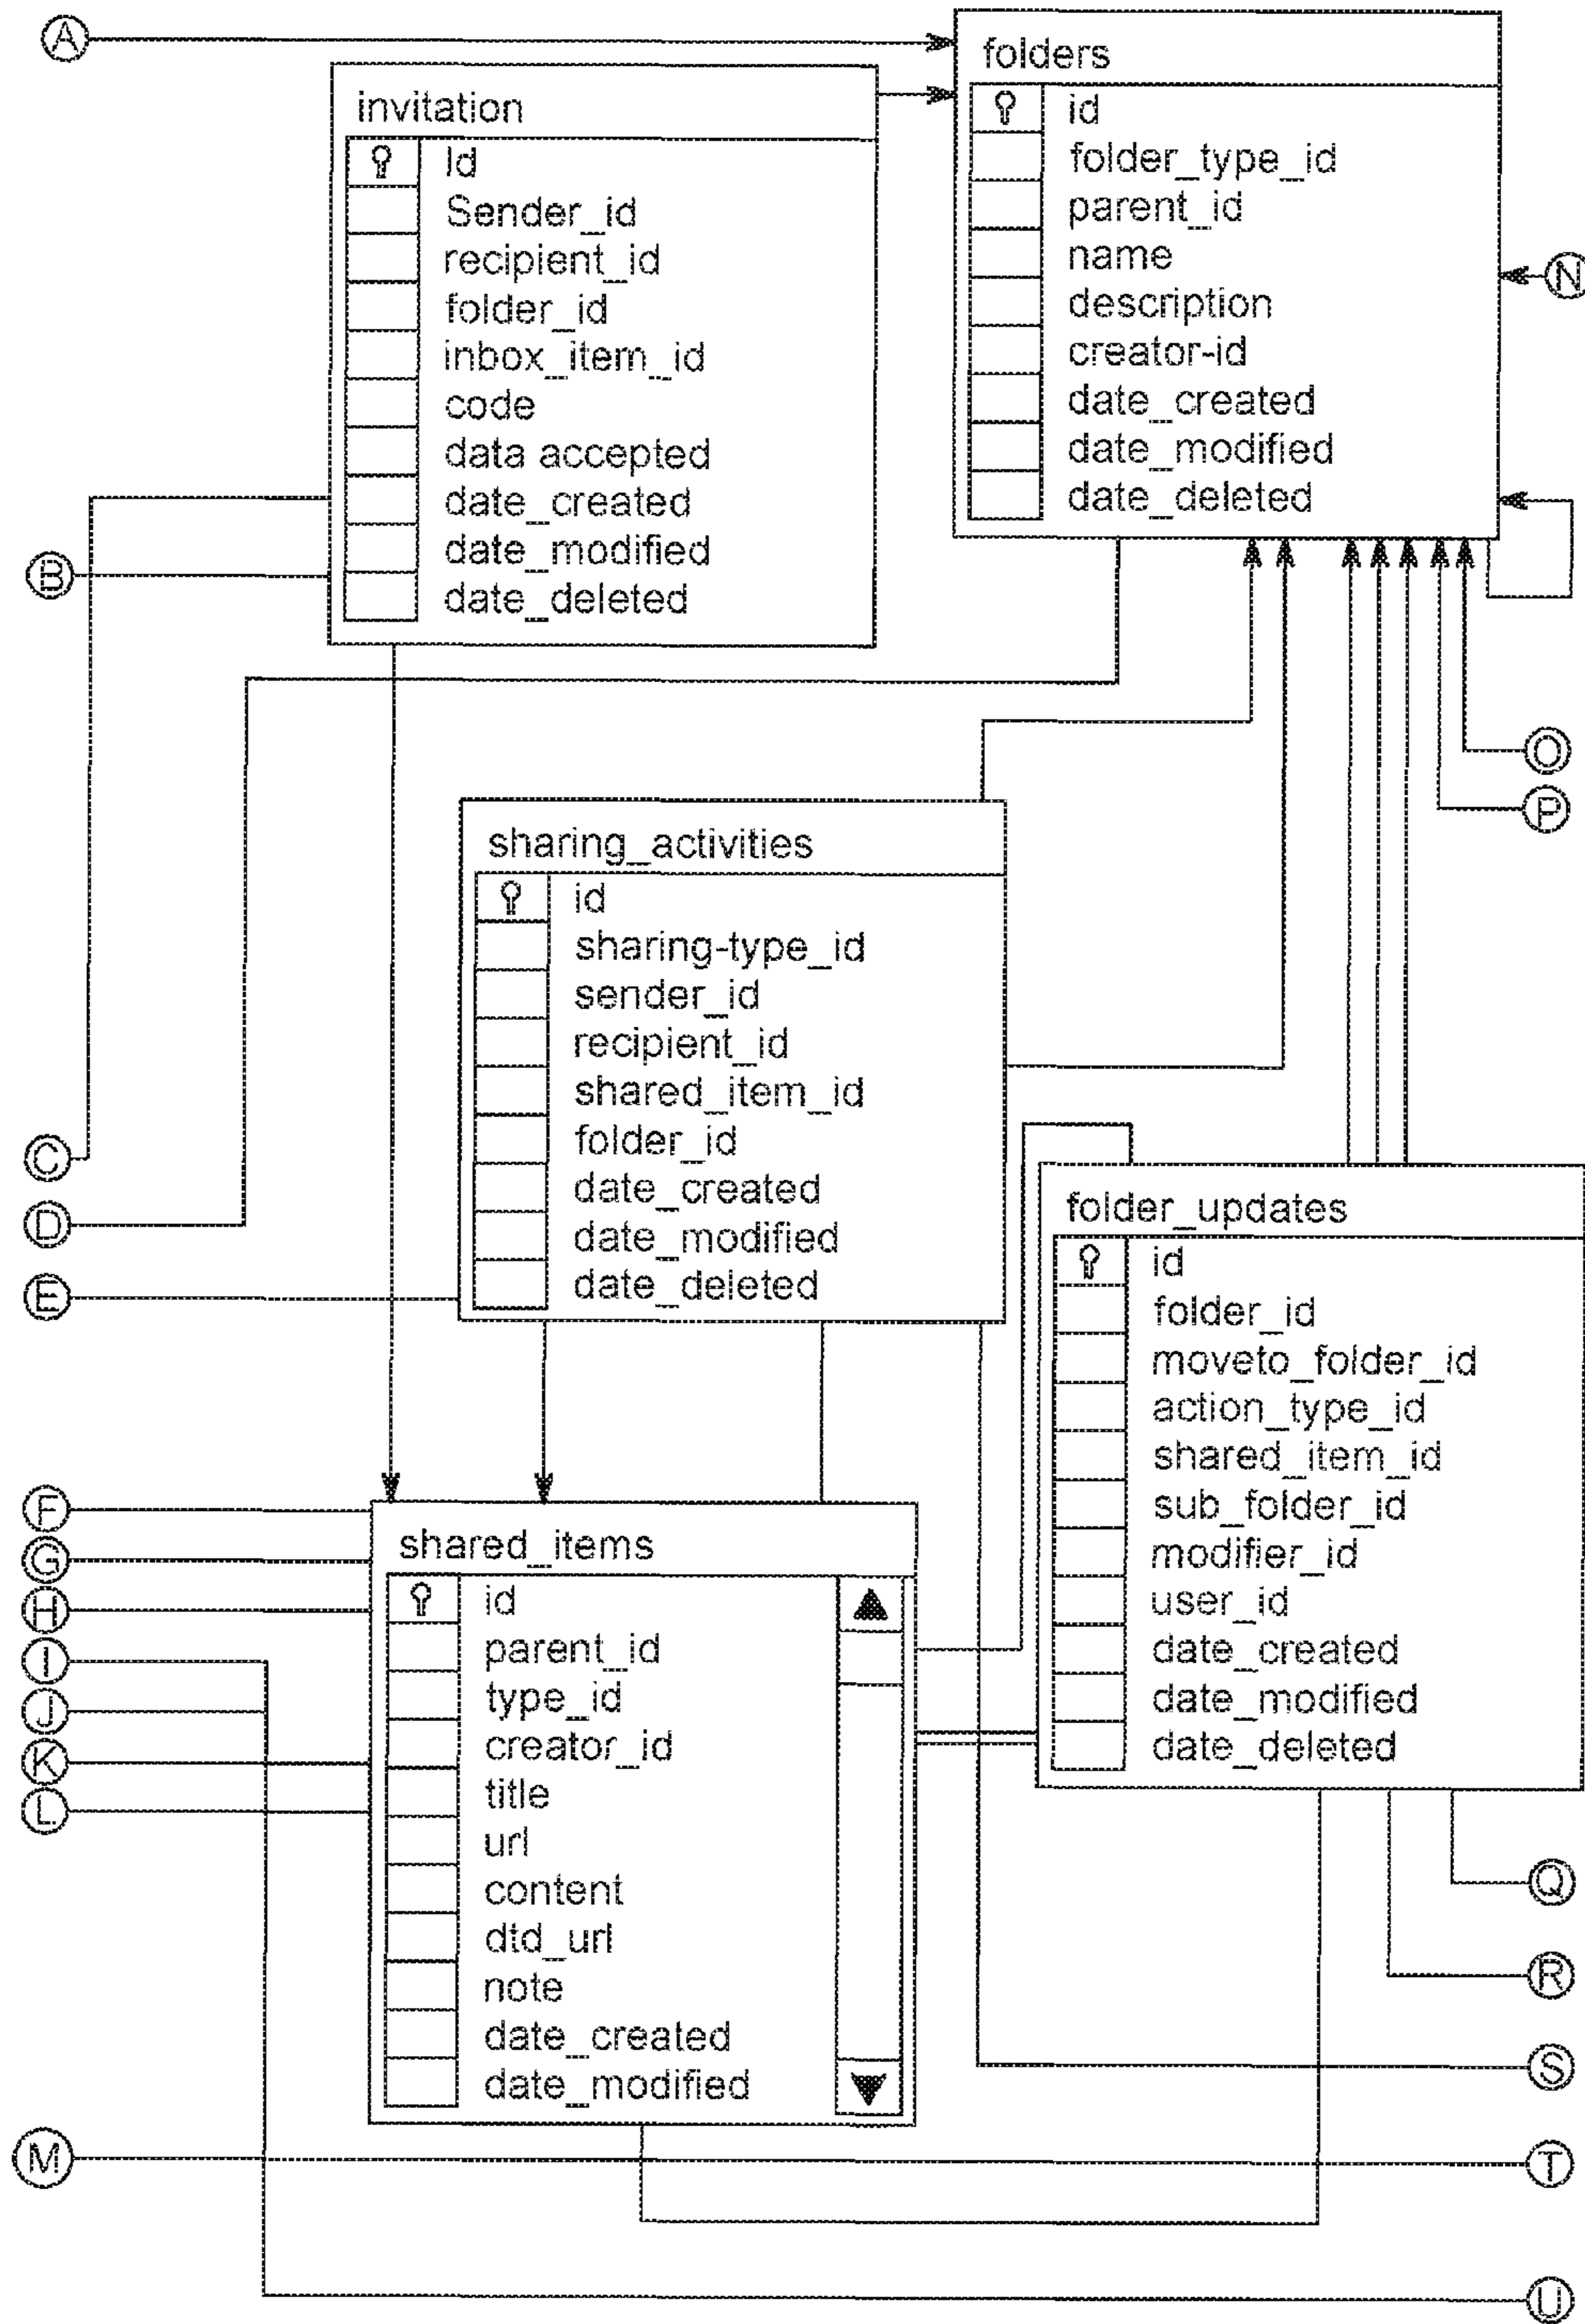 A
folders
id
folder_type_id
parent_id
name
description
creator-id
date_created
date_modified
date_deleted
invitation
Id
Sender_id
recipient_id
folder_id
inbox_item_id
code
data accepted
date_created
date_modified
date_deleted
N
B
O
P
sharing_activities
id
sharing-type_id
sender_id
recipient_id
shared_item_id
folder_id
date_created
date_modified
date_deleted
C
D
E
folder_updates
id
folder_id
moveto_folder_id
action_type_id
shared_item_id
sub_folder_id
modifier_id
user_id
date_created
date_modified
date_deleted
F
G
H
I
J
K
L
shared_items
id
parent_id
type_id
creator_id
title
url
content
dtd_url
note
date_created
date_modified
Q
R
S
M
T
U